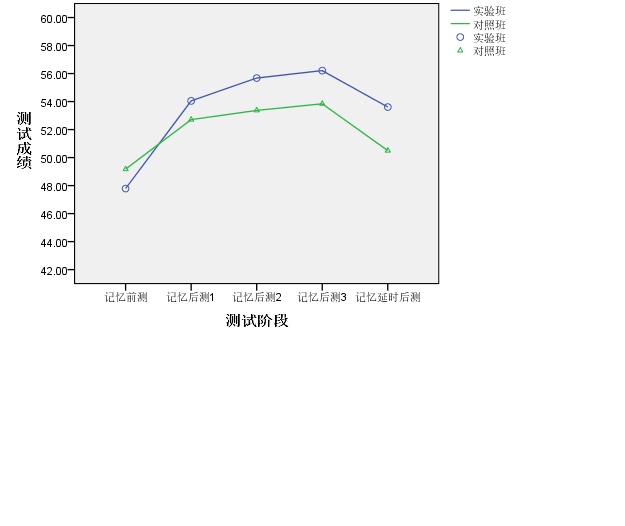 60.00
58.00
56.00
54.00
52.00
50.00
48.00
46.00
44.00
42.00
测试成绩
记忆前测
记忆后测1
记忆后测2
记忆后测3
记忆延时后测
测试阶段
实验班
对照班
实验班
对照班